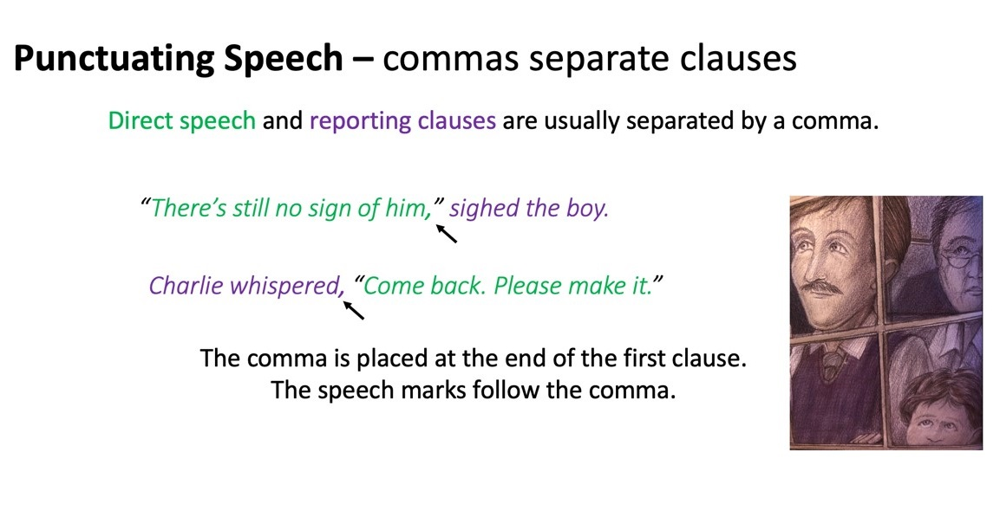 Punctuating Speech – commas separate clauses
Direct speech and reporting clauses are usually separated by a comma.
“There’s still no sign of him,” sighed the boy.
Charlie whispered, “Come back. Please make it.”
The comma is placed at the end of the first clause.
The speech marks follow the comma.